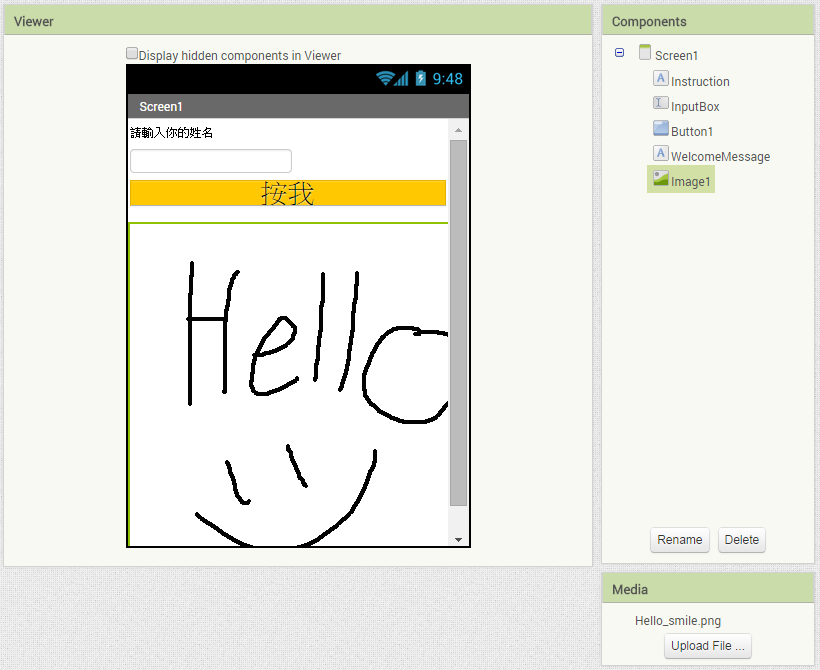 Viewer
Display hidden components in Viewer
9:48
Screen1
請輸入你的姓名
按我
Hello
Components
Screen1
Instruction
InputBox
Button1
WelcomeMessage
Image1
Rename Delete
Media
Hello_smile.png
Upload File ...